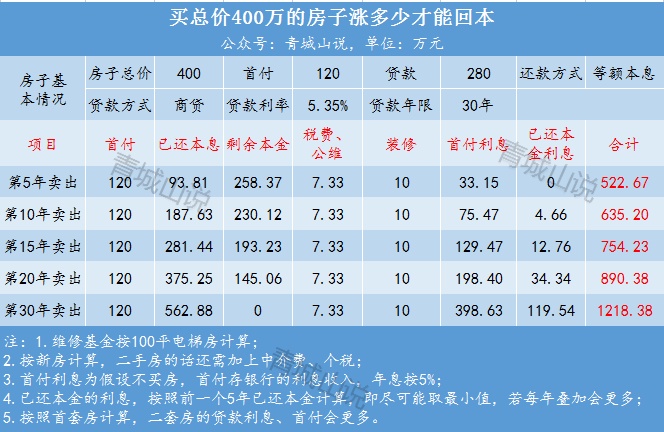 买总价400万的房子涨多少才能回本
公众号：青城山说，单位：万元
房子基本情况 房子总价 400 首付 120 贷款 280 还款方式 等额本息
贷款方式 商贷 贷款利率 5.35% 贷款年限 30年
项目 首付 已还本息 剩余本金 税费、公维 装修 首付利息 已还本金利息 合计
第5年卖出 120 93.81 258.37 7.33 10 33.15 0 522.67
第10年卖出 120 187.63 230.12 7.33 10 75.47 4.66 635.20
第15年卖出 120 281.44 193.23 7.33 10 129.47 12.76 754.23
第20年卖出 120 375.25 145.06 7.33 10 198.40 34.34 890.38
第30年卖出 120 562.88 0 7.33 10 398.63 119.54 1218.38
注：1.维修基金按100平电梯房计算；
2.按新房计算，二手房的话还需加上中介费、个税；
3.首付利息为假设不买房，首付存银行的利息收入，年息按5%；
4.已还本金的利息，按照前一个5年已还本金计算，即尽可能取最小值，若每年叠加会更多；
5.按照首套房计算，二套房的贷款利息、首付会更多。
青城山说
青城山说
青城山说